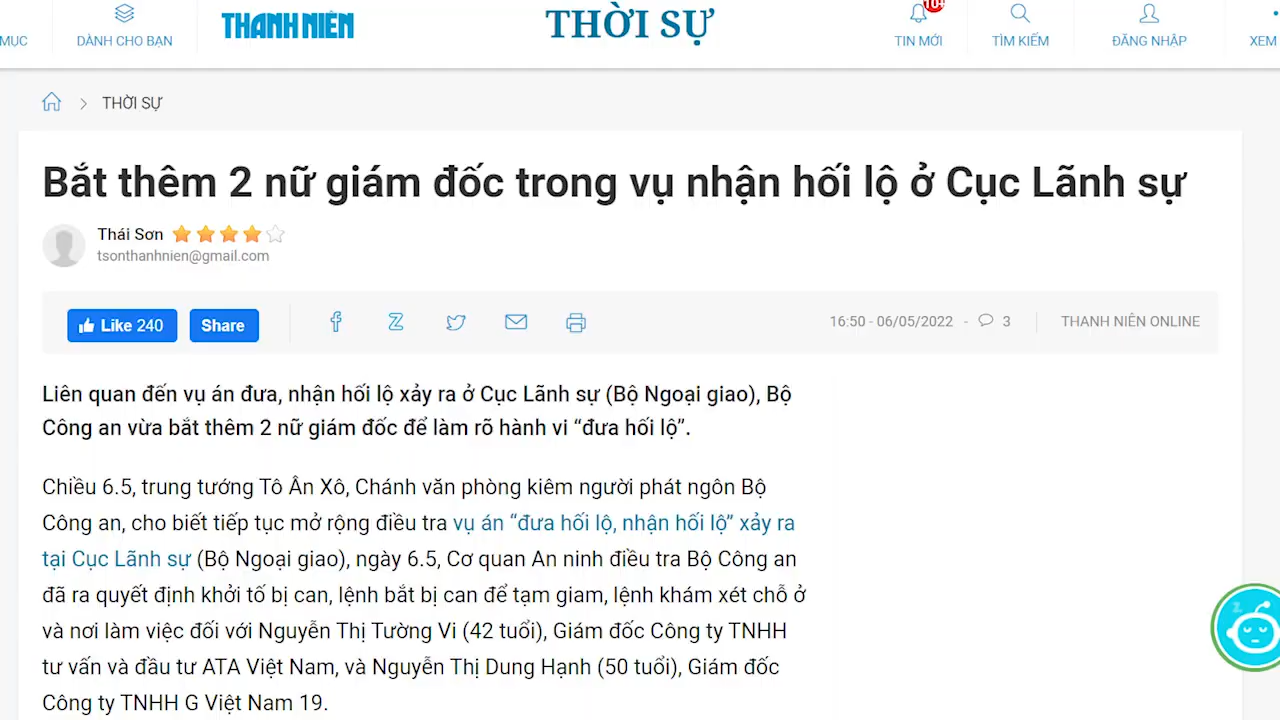 MỤC
DÀNH CHO BẠN
THANH NIÊN
THỜI SỰ
10+
TIN MỚI
TÌM KIẾM
ĐĂNG NHẬP
XEM
THỜI SỰ
Bắt thêm 2 nữ giám đốc trong vụ nhận hối lộ ở Cục Lãnh sự
Thái Sơn
tsonthanhnien@gmail.com
Like 240
Share
16:50 - 06/05/2022 - 3
THANH NIÊN ONLINE
Liên quan đến vụ án đưa, nhận hối lộ xảy ra ở Cục Lãnh sự (Bộ Ngoại giao), Bộ
Công an vừa bắt thêm 2 nữ giám đốc để làm rõ hành vi “đưa hối lộ”.
Chiều 6.5, trung tướng Tô Ân Xô, Chánh văn phòng kiêm người phát ngôn Bộ
Công an, cho biết tiếp tục mở rộng điều tra vụ án “đưa hối lộ, nhận hối lộ” xảy ra
tại Cục Lãnh sự (Bộ Ngoại giao), ngày 6.5, Cơ quan An ninh điều tra Bộ Công an
đã ra quyết định khởi tố bị can, lệnh bắt bị can để tạm giam, lệnh khám xét chỗ ở
và nơi làm việc đối với Nguyễn Thị Tường Vi (42 tuổi), Giám đốc Công ty TNHH
tư vấn và đầu tư ATA Việt Nam, và Nguyễn Thị Dung Hạnh (50 tuổi), Giám đốc
Công ty TNHH G Việt Nam 19.